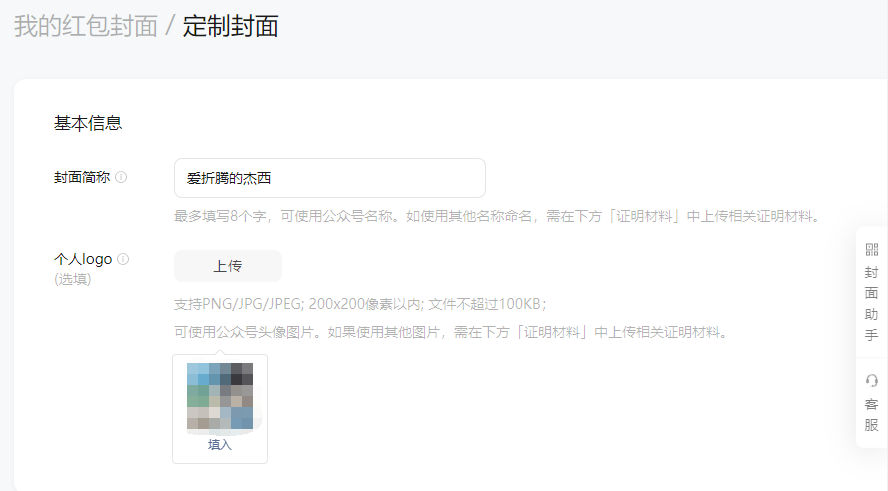 我的红包封面 / 定制封面
基本信息
封面简称
爱折腾的杰西
最多填写8个字，可使用公众号名称。如使用其他名称命名，需在下方「证明材料」中上传相关证明材料。
个人logo
(选填)
上传
支持PNG/JPG/JPEG; 200x200像素以内; 文件不超过100KB；
可使用公众号头像图片。如果使用其他图片，需在下方「证明材料」中上传相关证明材料。
填入
封面助手
客服